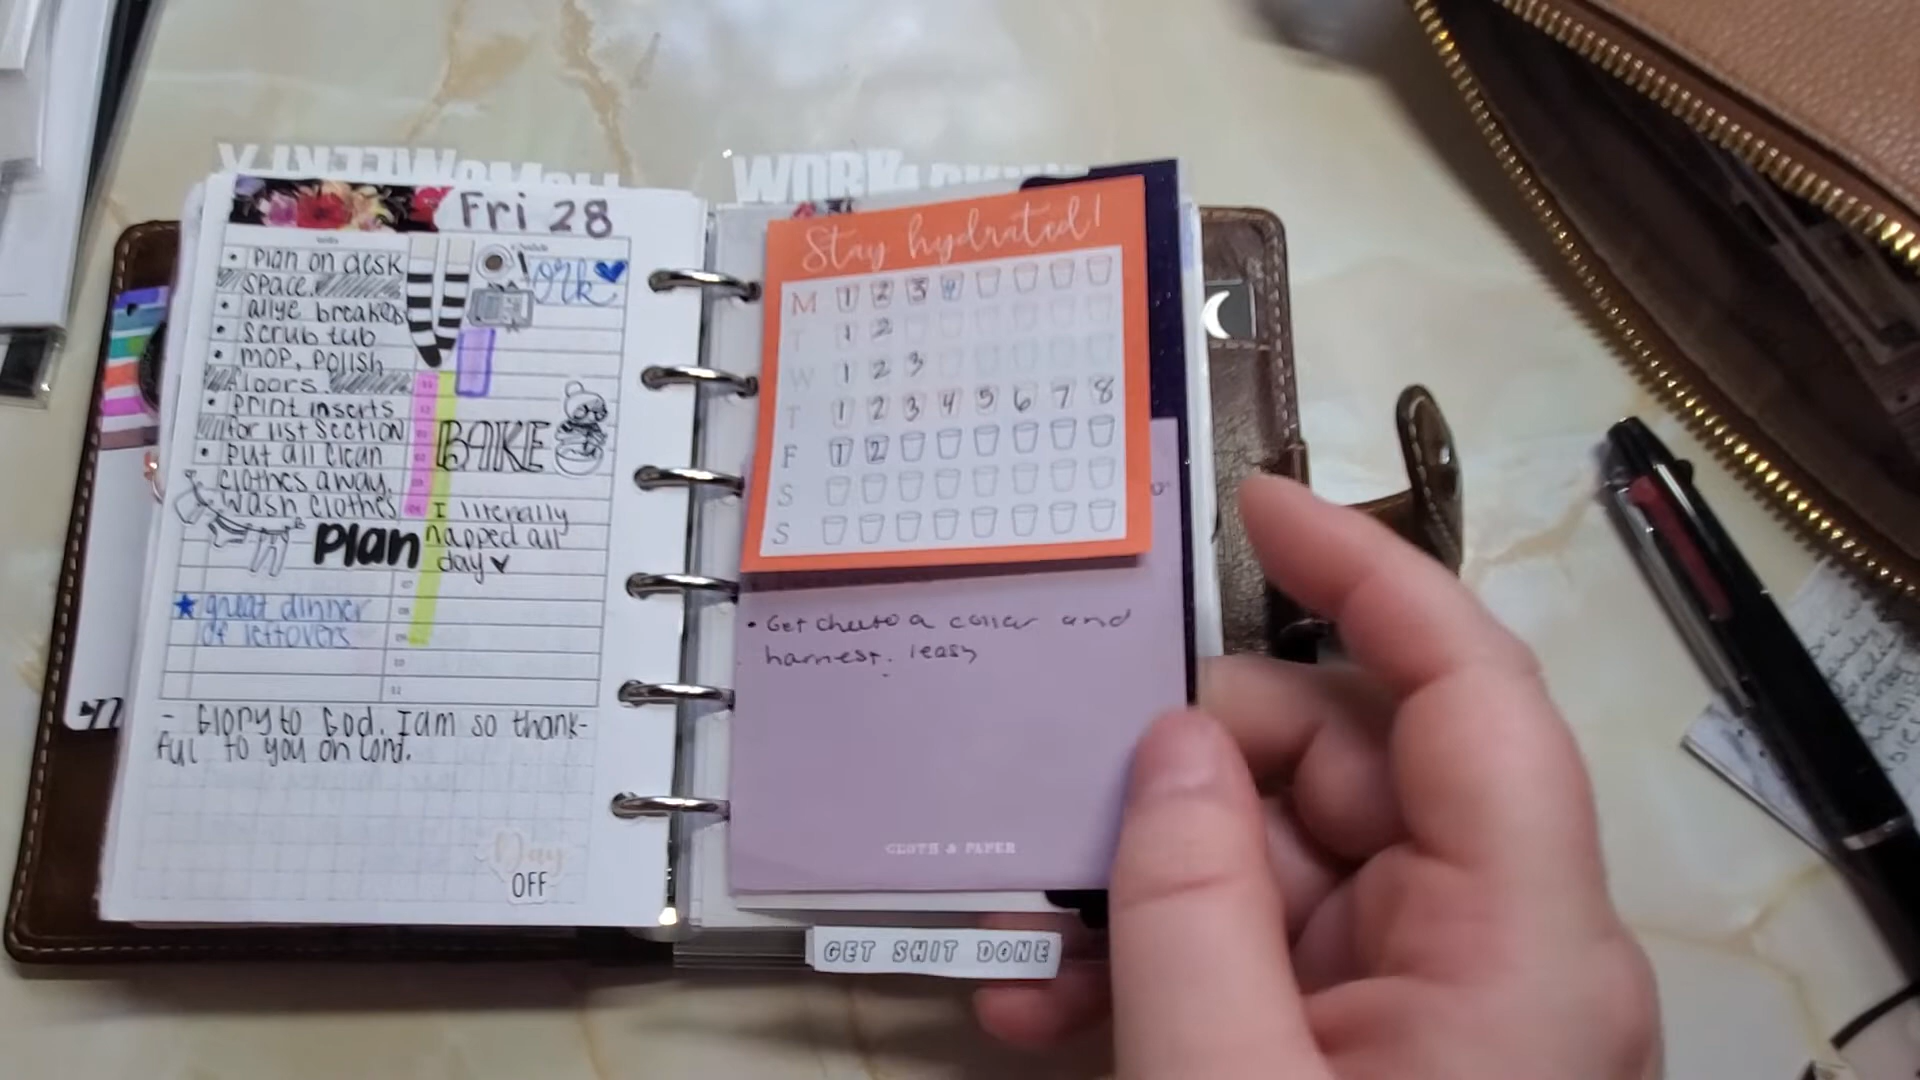 Fri 28
• Plan on desk
space.
• allye breakfast
• scrub tub
• mop, polish
floors.
• print inserts
for list section
• put all clean
clothes away.
wash clothes
Plan
★ great dinner
of leftovers
Work
BAKE
I literally
napped all
day
- Glory to God. I am so thank-
ful to you oh Lord.
Day
OFF
WORK
Stay hydrated!
M 1 2 3 4
T 1 2
W 1 2 3
T 1 2 3 4 5 6 7 8
F 1 2
S
S
• Get a collar and
leash
CLOTH & PAPER
GET SHIT DONE